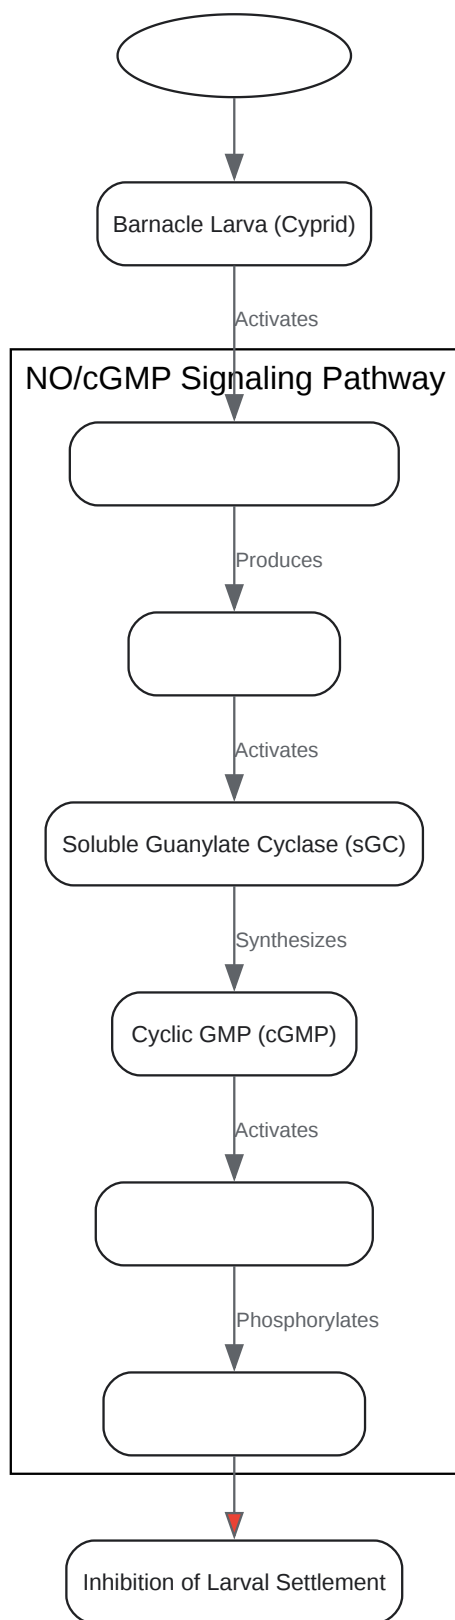 Barnacle Larva (Cyprid)
Activates
NO/cGMP Signaling Pathway
Produces
Activates
Soluble Guanylate Cyclase (sGC)
Synthesizes
Cyclic GMP (cGMP)
Activates
Phosphorylates
Inhibition of Larval Settlement